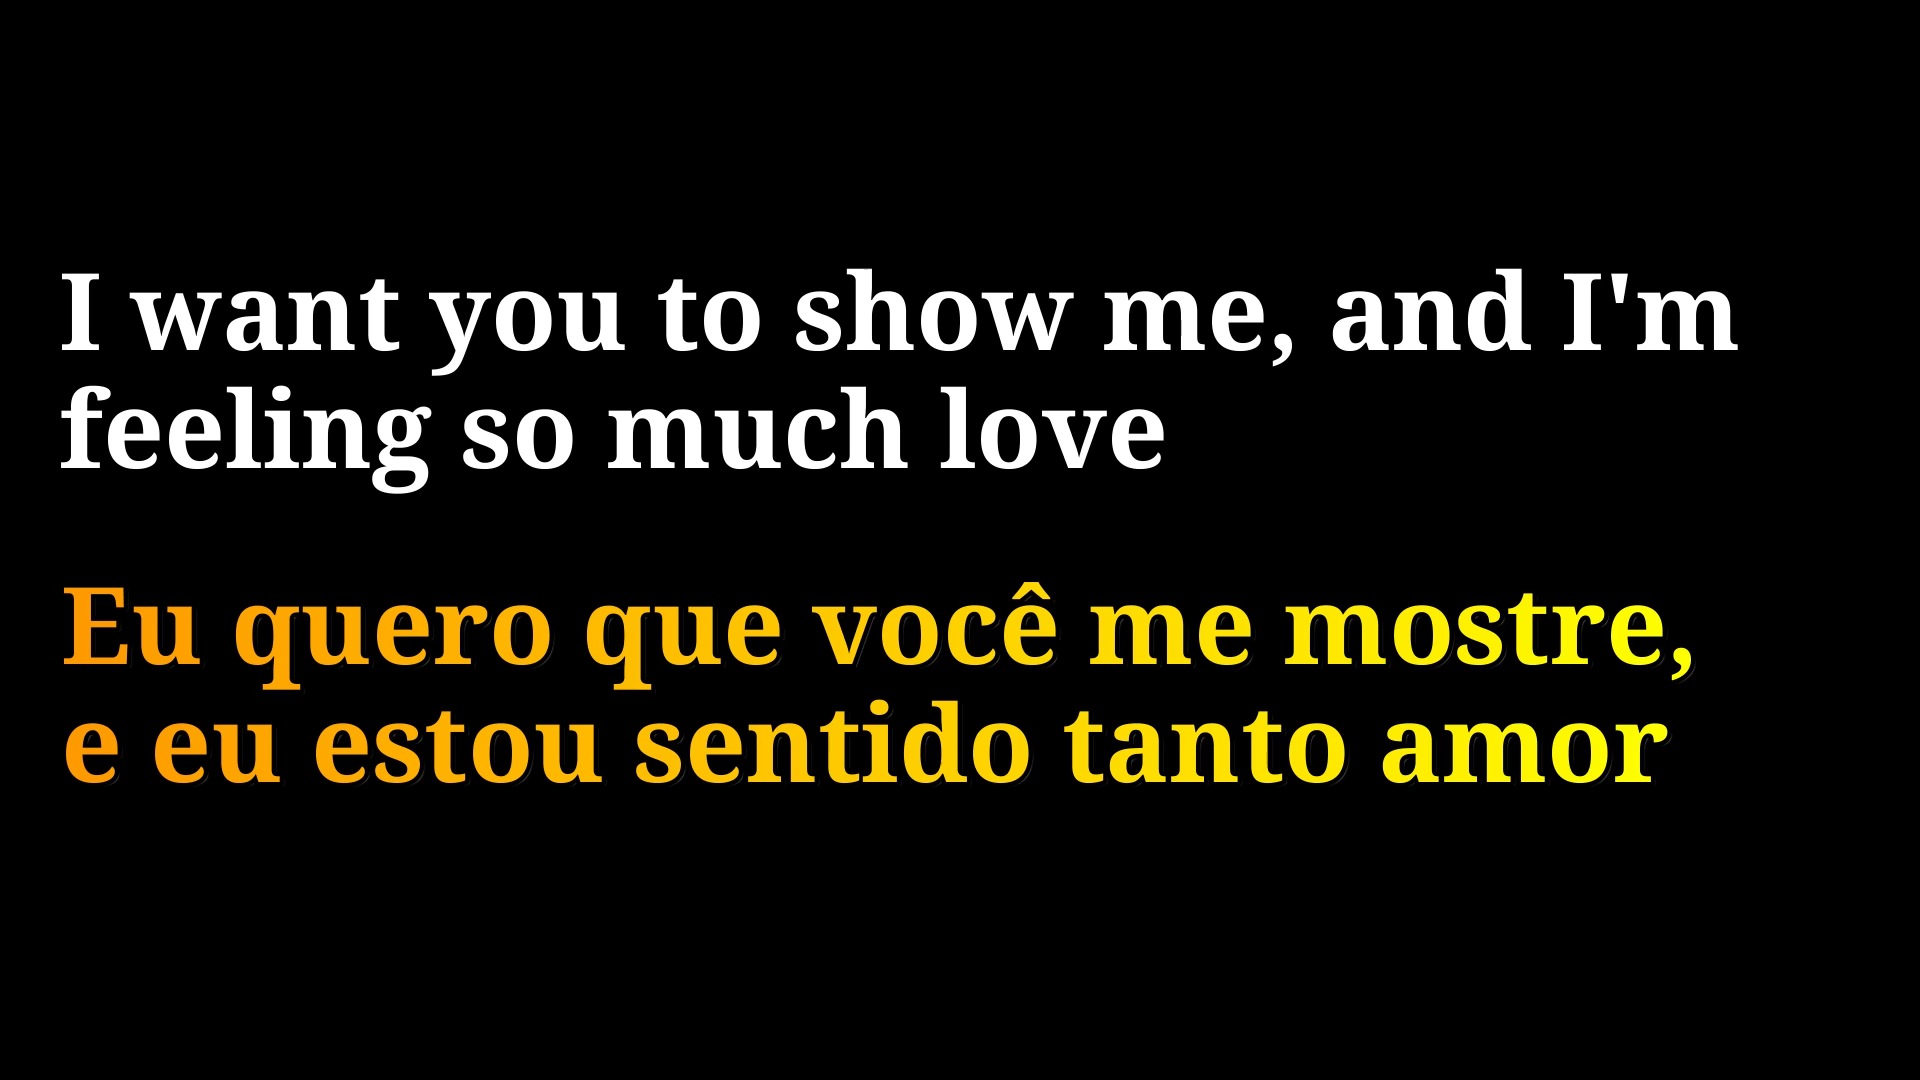 I want you to show me, and I'm
feeling so much love
Eu quero que você me mostre,
e eu estou sentido tanto amor